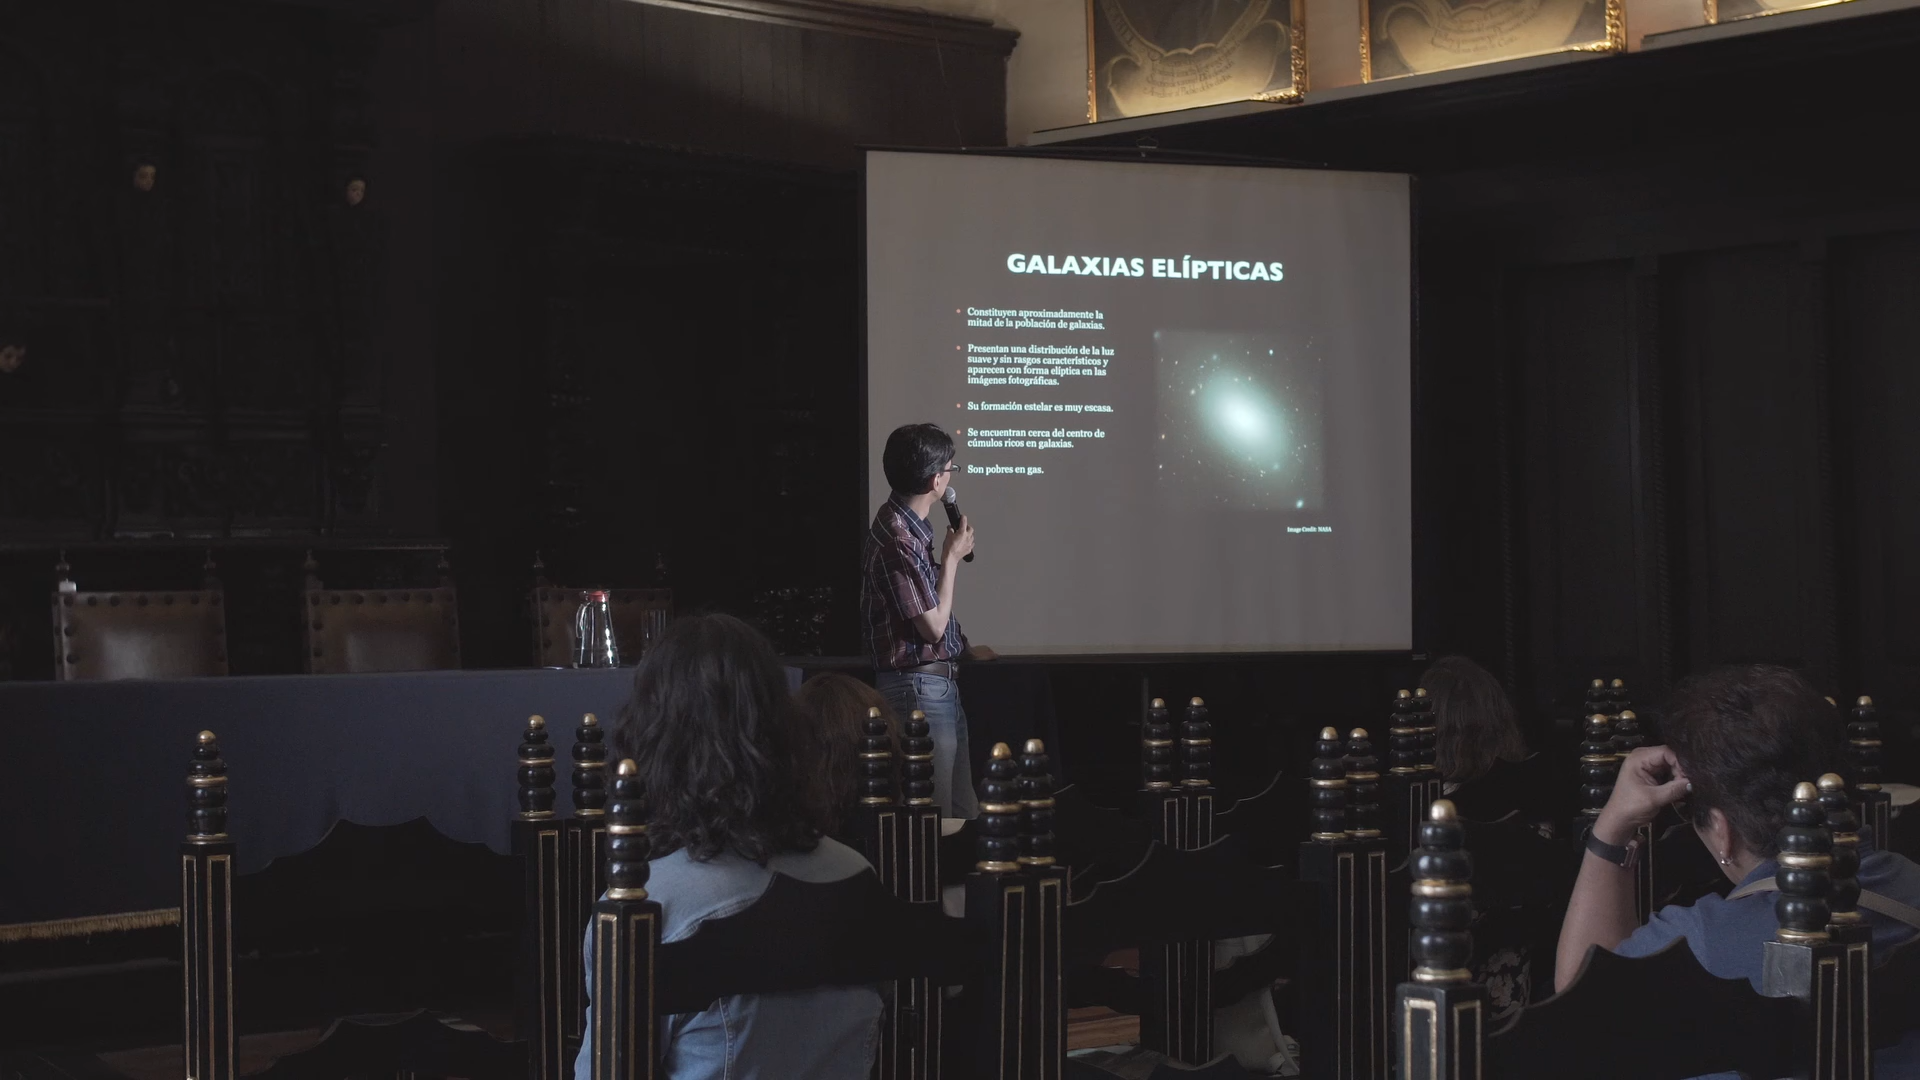 GALAXIAS ELÍPTICAS
• Constituyen aproximadamente la
mitad de la población de galaxias.
• Presentan una distribución de la luz
suave y sin rasgos característicos y
aparecen con forma elíptica en las
imágenes fotográficas.
• Su formación estelar es muy escasa.
• Se encuentran cerca del centro de
cúmulos ricos en galaxias.
Son pobres en gas.
Image Credit: NASA